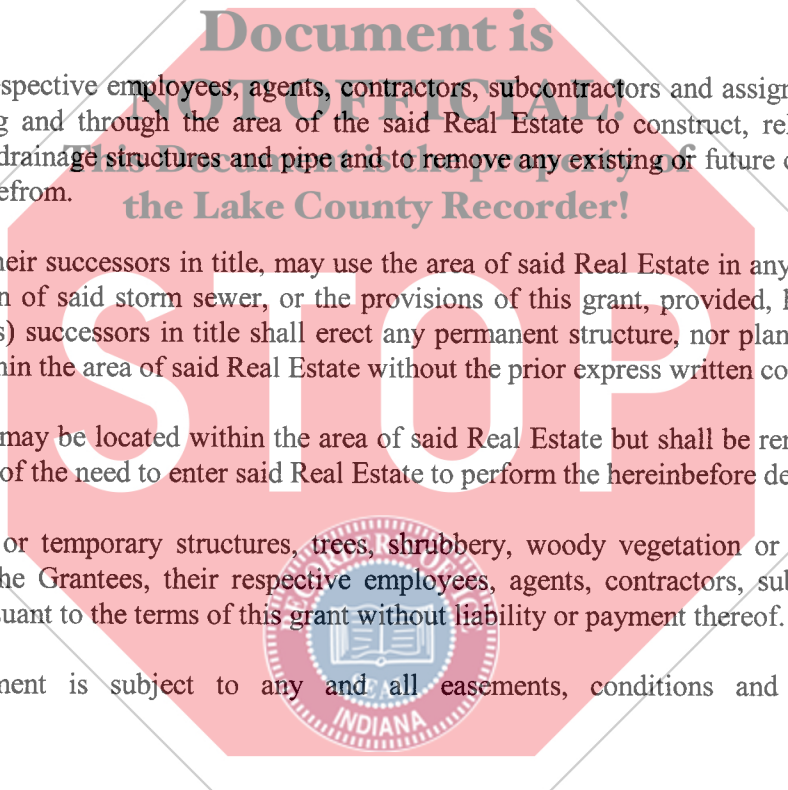 Document is
spective employees, agents, contractors, subcontractors and assign
NOT OFFICIAL!
g and through the area of the said Real Estate to construct, re
drainage structures and pipe and to remove any existing or future
This Document is the property of
efrom.
the Lake County Recorder!
eir successors in title, may use the area of said Real Estate in any
n of said storm sewer, or the provisions of this grant, provided,
s) successors in title shall erect any permanent structure, nor plan
in the area of said Real Estate without the prior express written co
STOP
may be located within the area of said Real Estate but shall be re
of the need to enter said Real Estate to perform the hereinbefore de
or temporary structures, trees, shrubbery, woody vegetation or
he Grantees, their respective employees, agents, contractors, su
uant to the terms of this grant without liability or payment thereof.
ment is subject to any and all easements, conditions and
SEAL
INDIANA